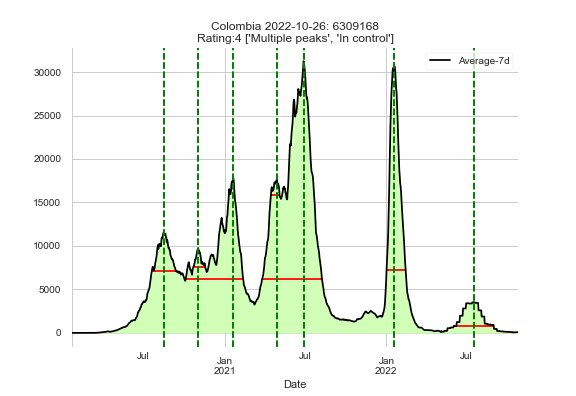 Colombia 2022-10-26: 6309168
Rating:4 ['Multiple peaks', 'In control']
Average-7d
30000
25000
20000
15000
10000
5000
0
Jul
Jan
2021
Jul
Jan
2022
Jul
Date